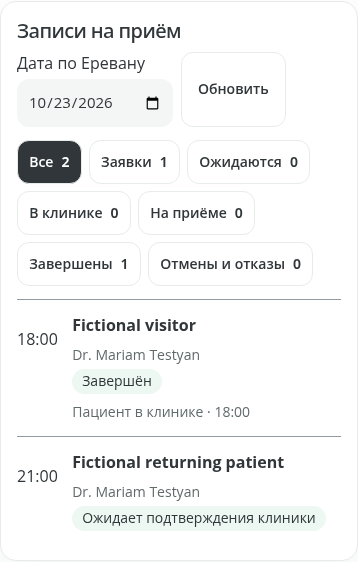 Записи на приём
Дата по Еревану
10/23/2026
Обновить
Все 2
Заявки 1
Ожидаются 0
В клинике 0
На приёме 0
Завершены 1
Отмены и отказы 0
18:00
Fictional visitor
Dr. Mariam Testyan
Завершён
Пациент в клинике · 18:00
21:00
Fictional returning patient
Dr. Mariam Testyan
Ожидает подтверждения клиники